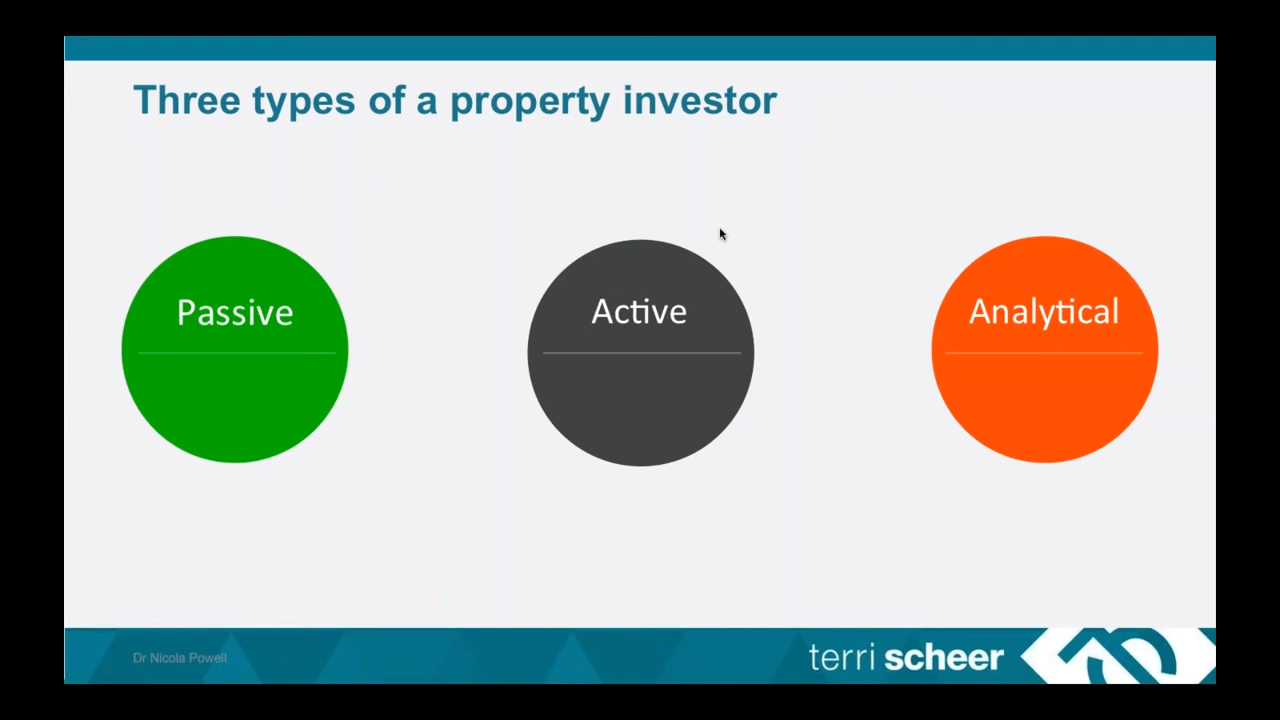 Three types of a property investor
Passive
Active
Analytical
Dr Nicola Powell
terri scheer